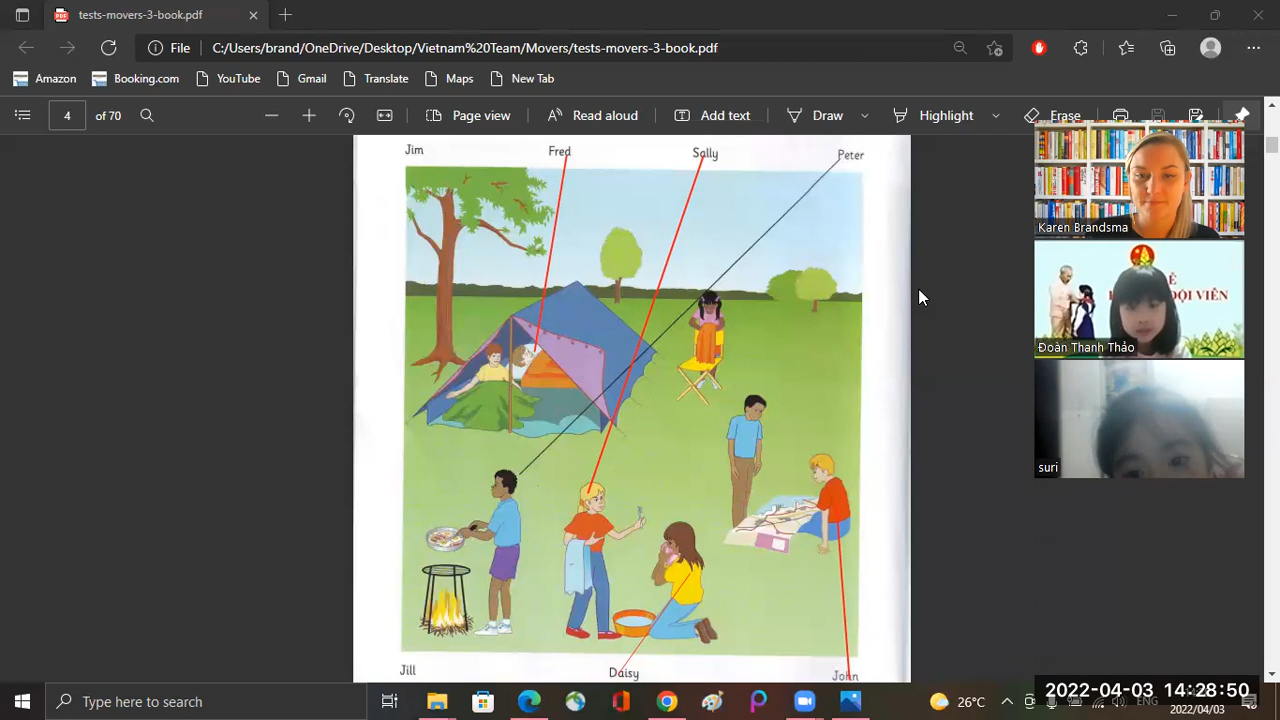 tests-movers-3-book.pdf
File C:/Users/brand/OneDrive/Desktop/Vietnam%20Team/Movers/tests-movers-3-book.pdf
Amazon Booking.com YouTube Gmail Translate Maps New Tab
4 of 70 Page view Read aloud Add text Draw Highlight Erase
Jim Fred Sally Peter
Karen Brandsma
Đoàn Thanh Thảo
suri
Jill Daisy John
Type here to search
26°C
ENG
2022-04-03 14:28:50
2022/04/03